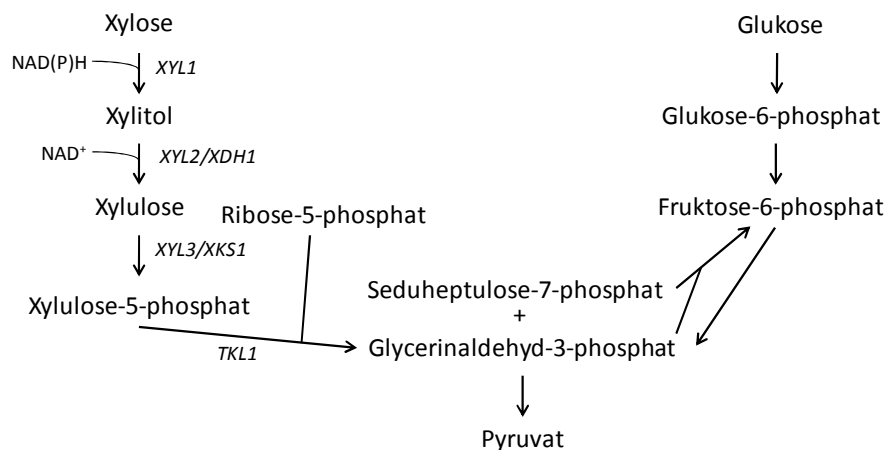 Xylose
NAD(P)H
XYL1
Xylitol
NAD⁺
XYL2/XDH1
Xylulose
Ribose-5-phosphat
XYL3/XKS1
Xylulose-5-phosphat
TKL1
Seduheptulose-7-phosphat
+
Glycerinaldehyd-3-phosphat
Pyruvat
Glukose
Glukose-6-phosphat
Fruktose-6-phosphat